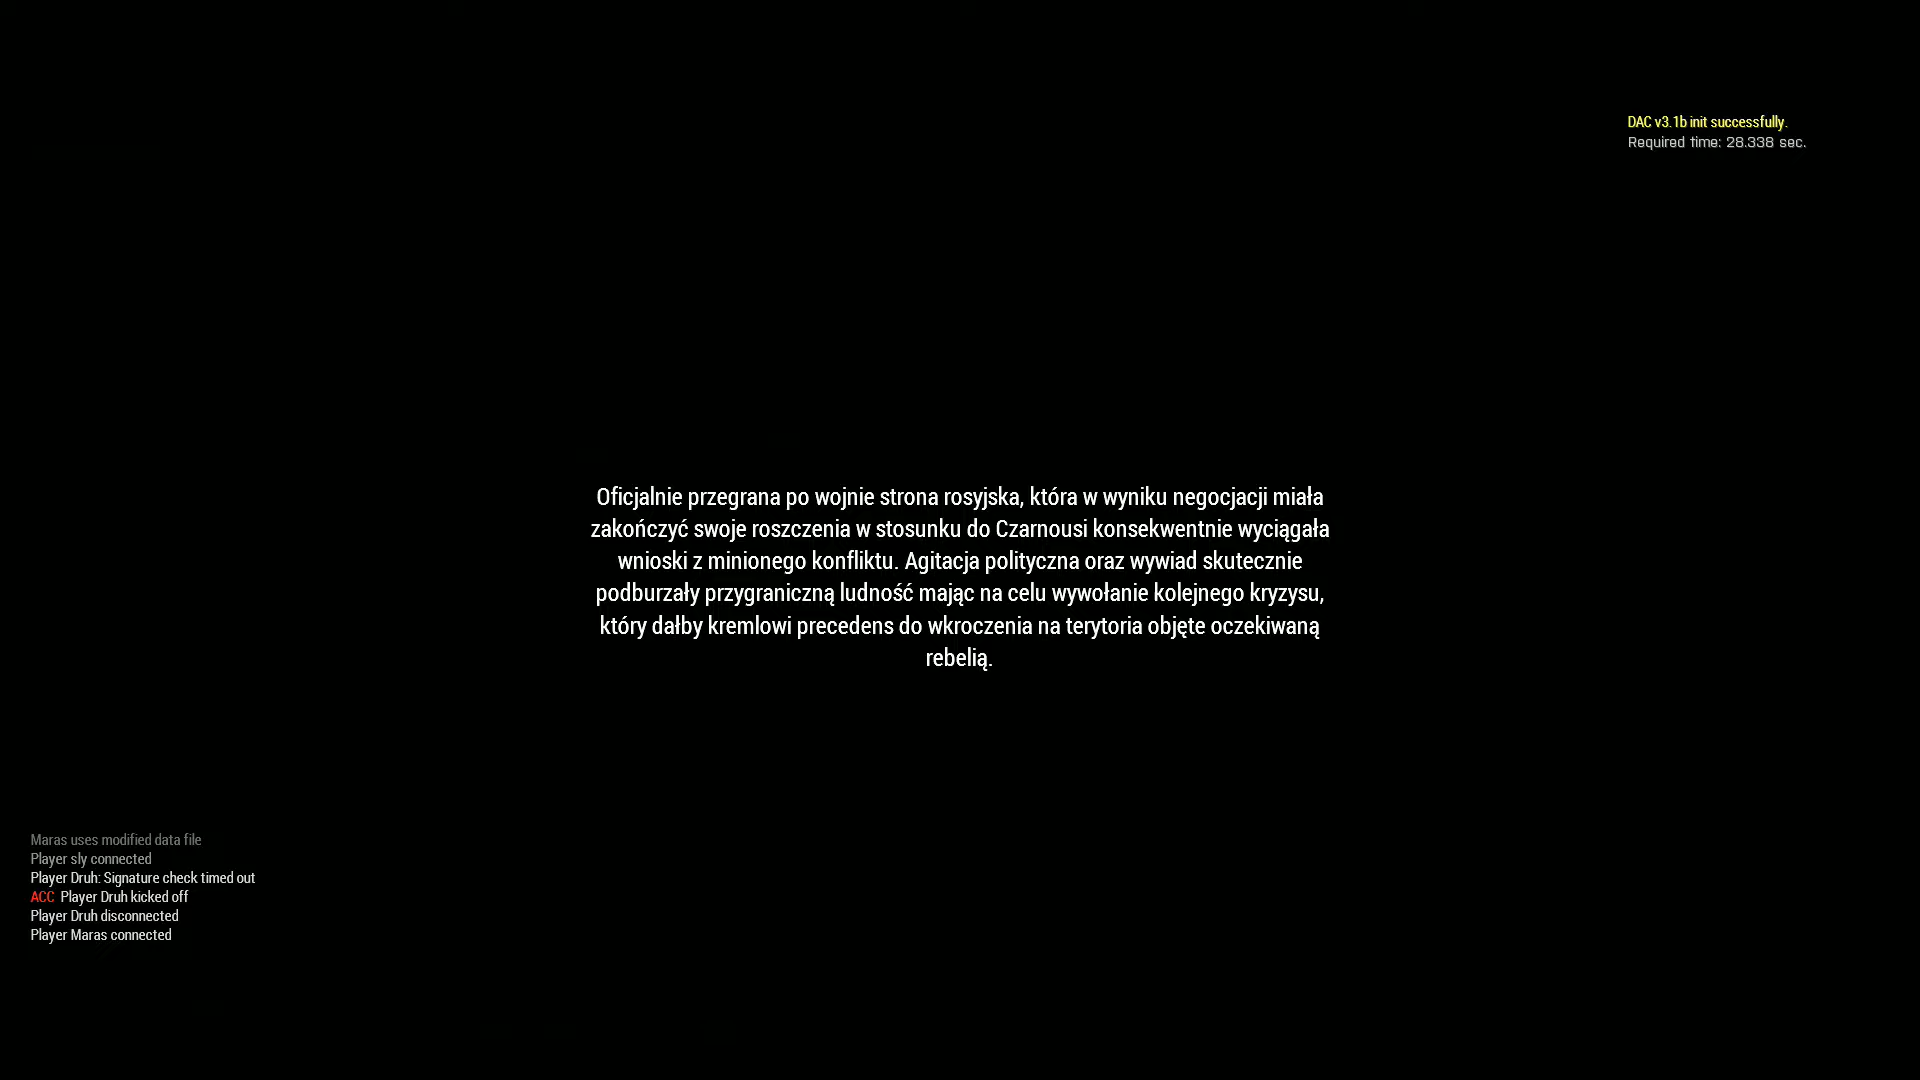 DAC v3.1b init successfully.
Required time: 28.338 sec.
Oficjalnie przegrana po wojnie strona rosyjska, która w wyniku negocjacji miała
zakończyć swoje roszczenia w stosunku do Czarnousi konsekwentnie wyciągała
wnioski z minionego konfliktu. Agitacja polityczna oraz wywiad skutecznie
podburzały przygraniczną ludność mając na celu wywołanie kolejnego kryzysu,
który dałby kremlowi precedens do wkroczenia na terytoria objęte oczekiwaną
rebelią.
Maras uses modified data file
Player sly connected
Player Druh: Signature check timed out
ACC Player Druh kicked off
Player Druh disconnected
Player Maras connected